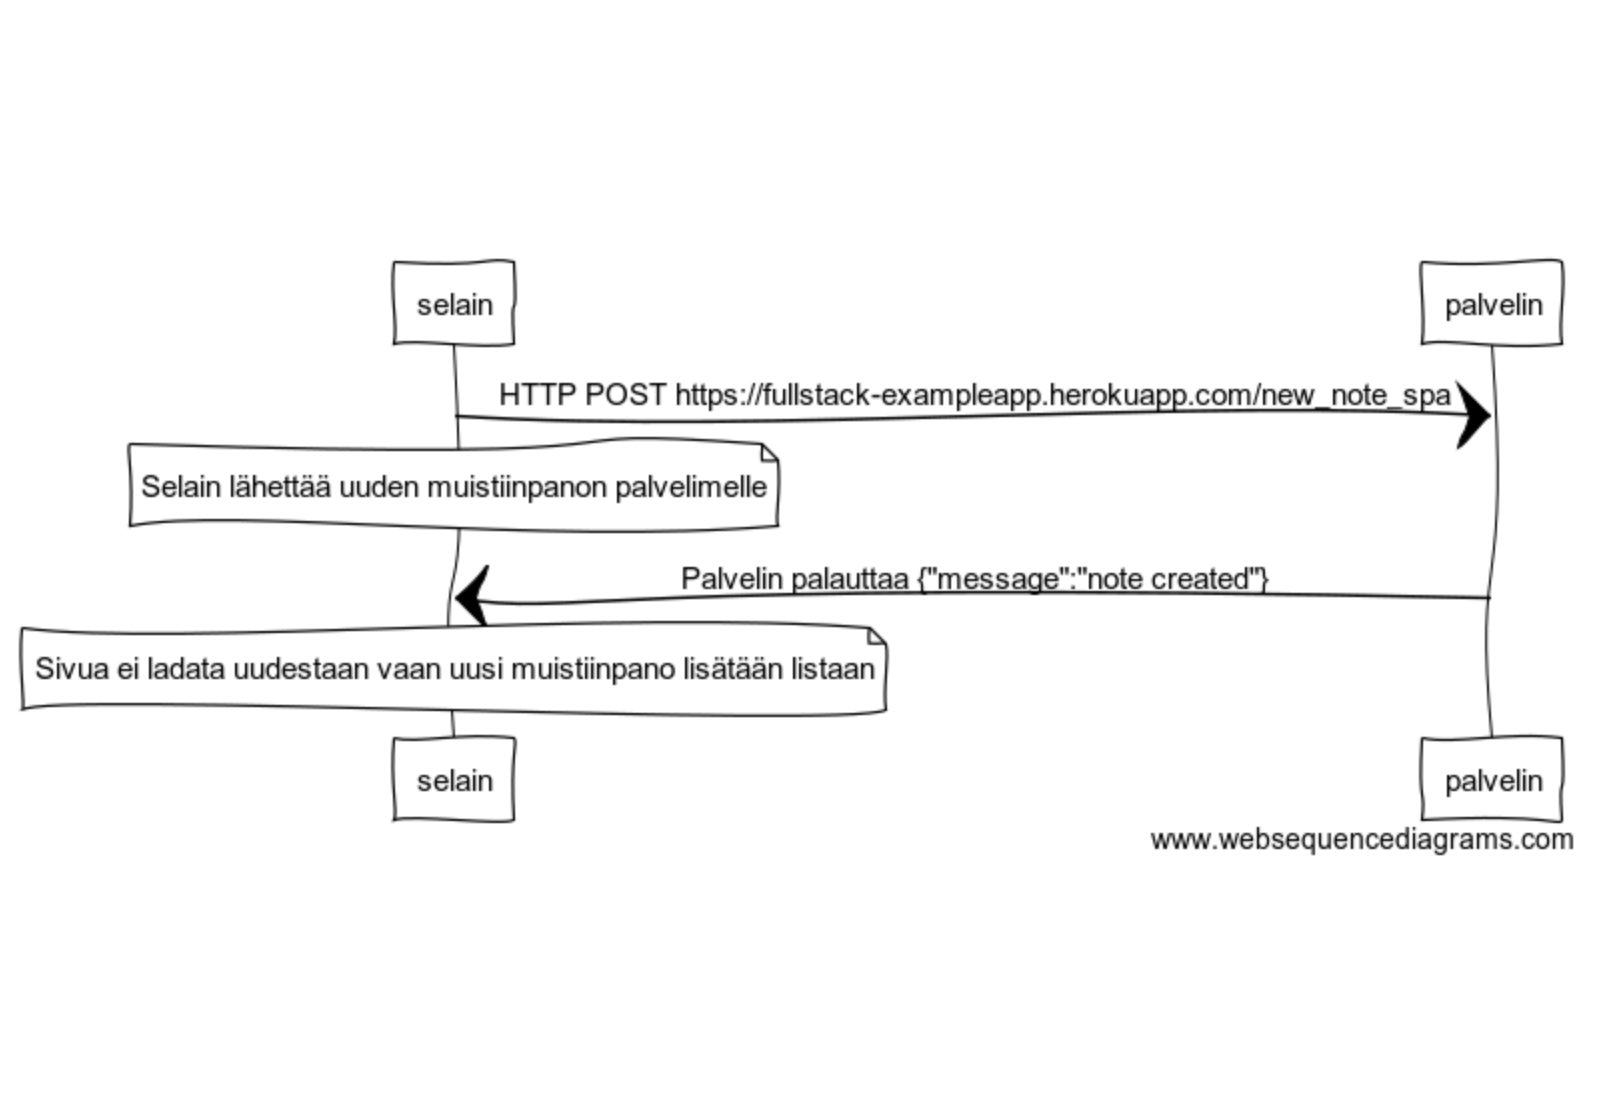 selain
palvelin
HTTP POST https://fullstack-exampleapp.herokuapp.com/new_note_spa
Selain lähettää uuden muistiinpanon palvelimelle
Palvelin palauttaa {"message":"note created"}
Sivua ei ladata uudestaan vaan uusi muistiinpano lisätään listaan
selain
palvelin
www.websequencediagrams.com